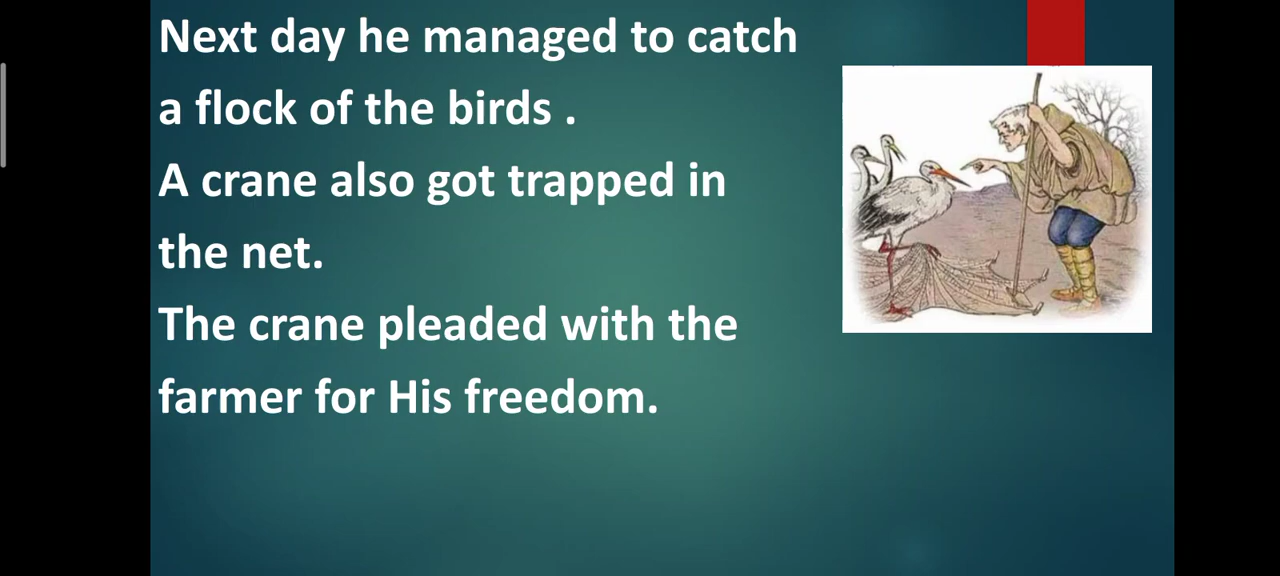 Next day he managed to catch
a flock of the birds .
A crane also got trapped in
the net.
The crane pleaded with the
farmer for His freedom.